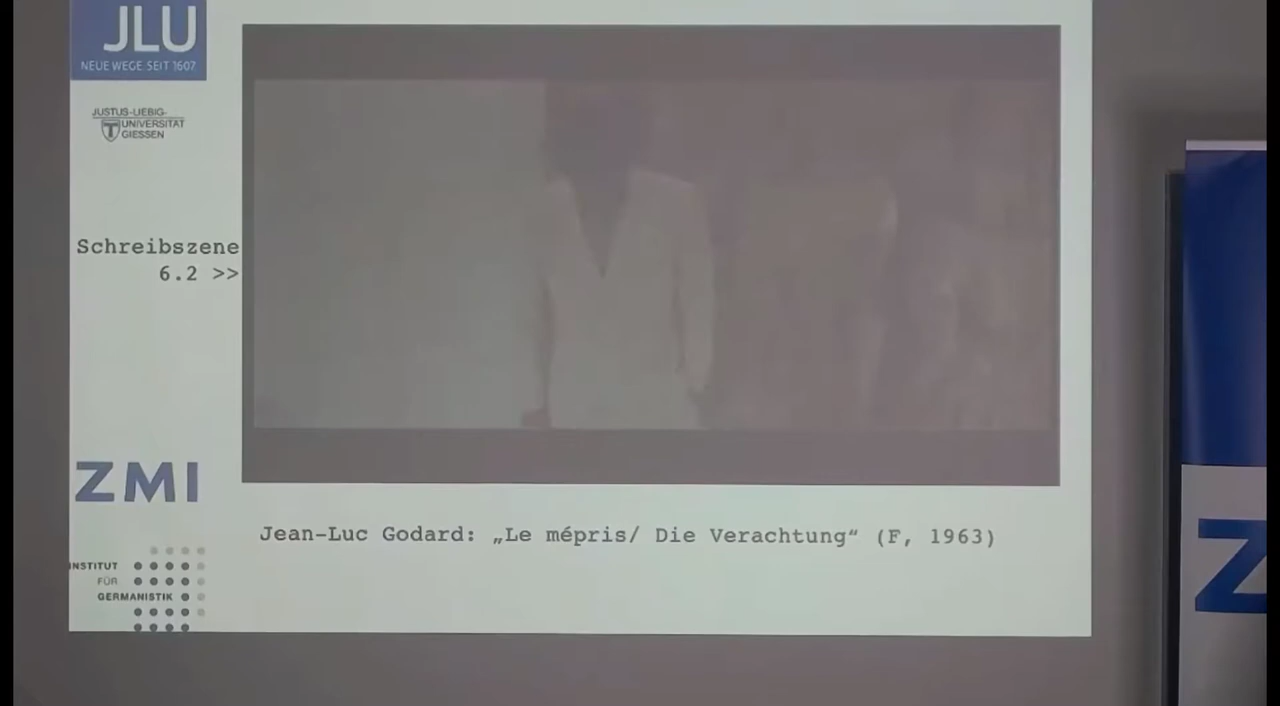 JLU
NEUE WEGE. SEIT 1607
JUSTUS-LIEBIG-
UNIVERSITÄT
GIESSEN
Schreibszene
6.2 >>
ZMI
Jean-Luc Godard: „Le mépris/ Die Verachtung“ (F, 1963)
INSTITUT
FÜR
GERMANISTIK
Z